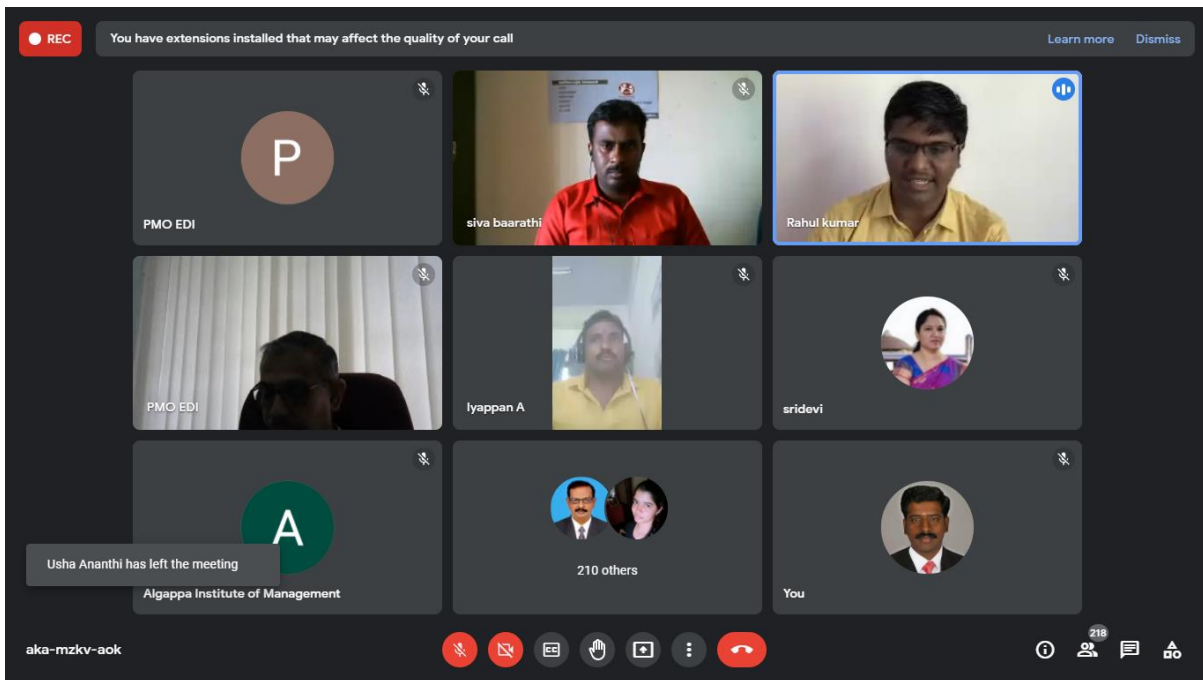 REC
You have extensions installed that may affect the quality of your call
Learn more Dismiss
P
PMO EDI
siva baarathi
Rahul kumar
PMO EDI
Iyappan A
sridevi
A
Algappa Institute of Management
210 others
You
Usha Ananthi has left the meeting
aka-mzkv-aok
CC
218